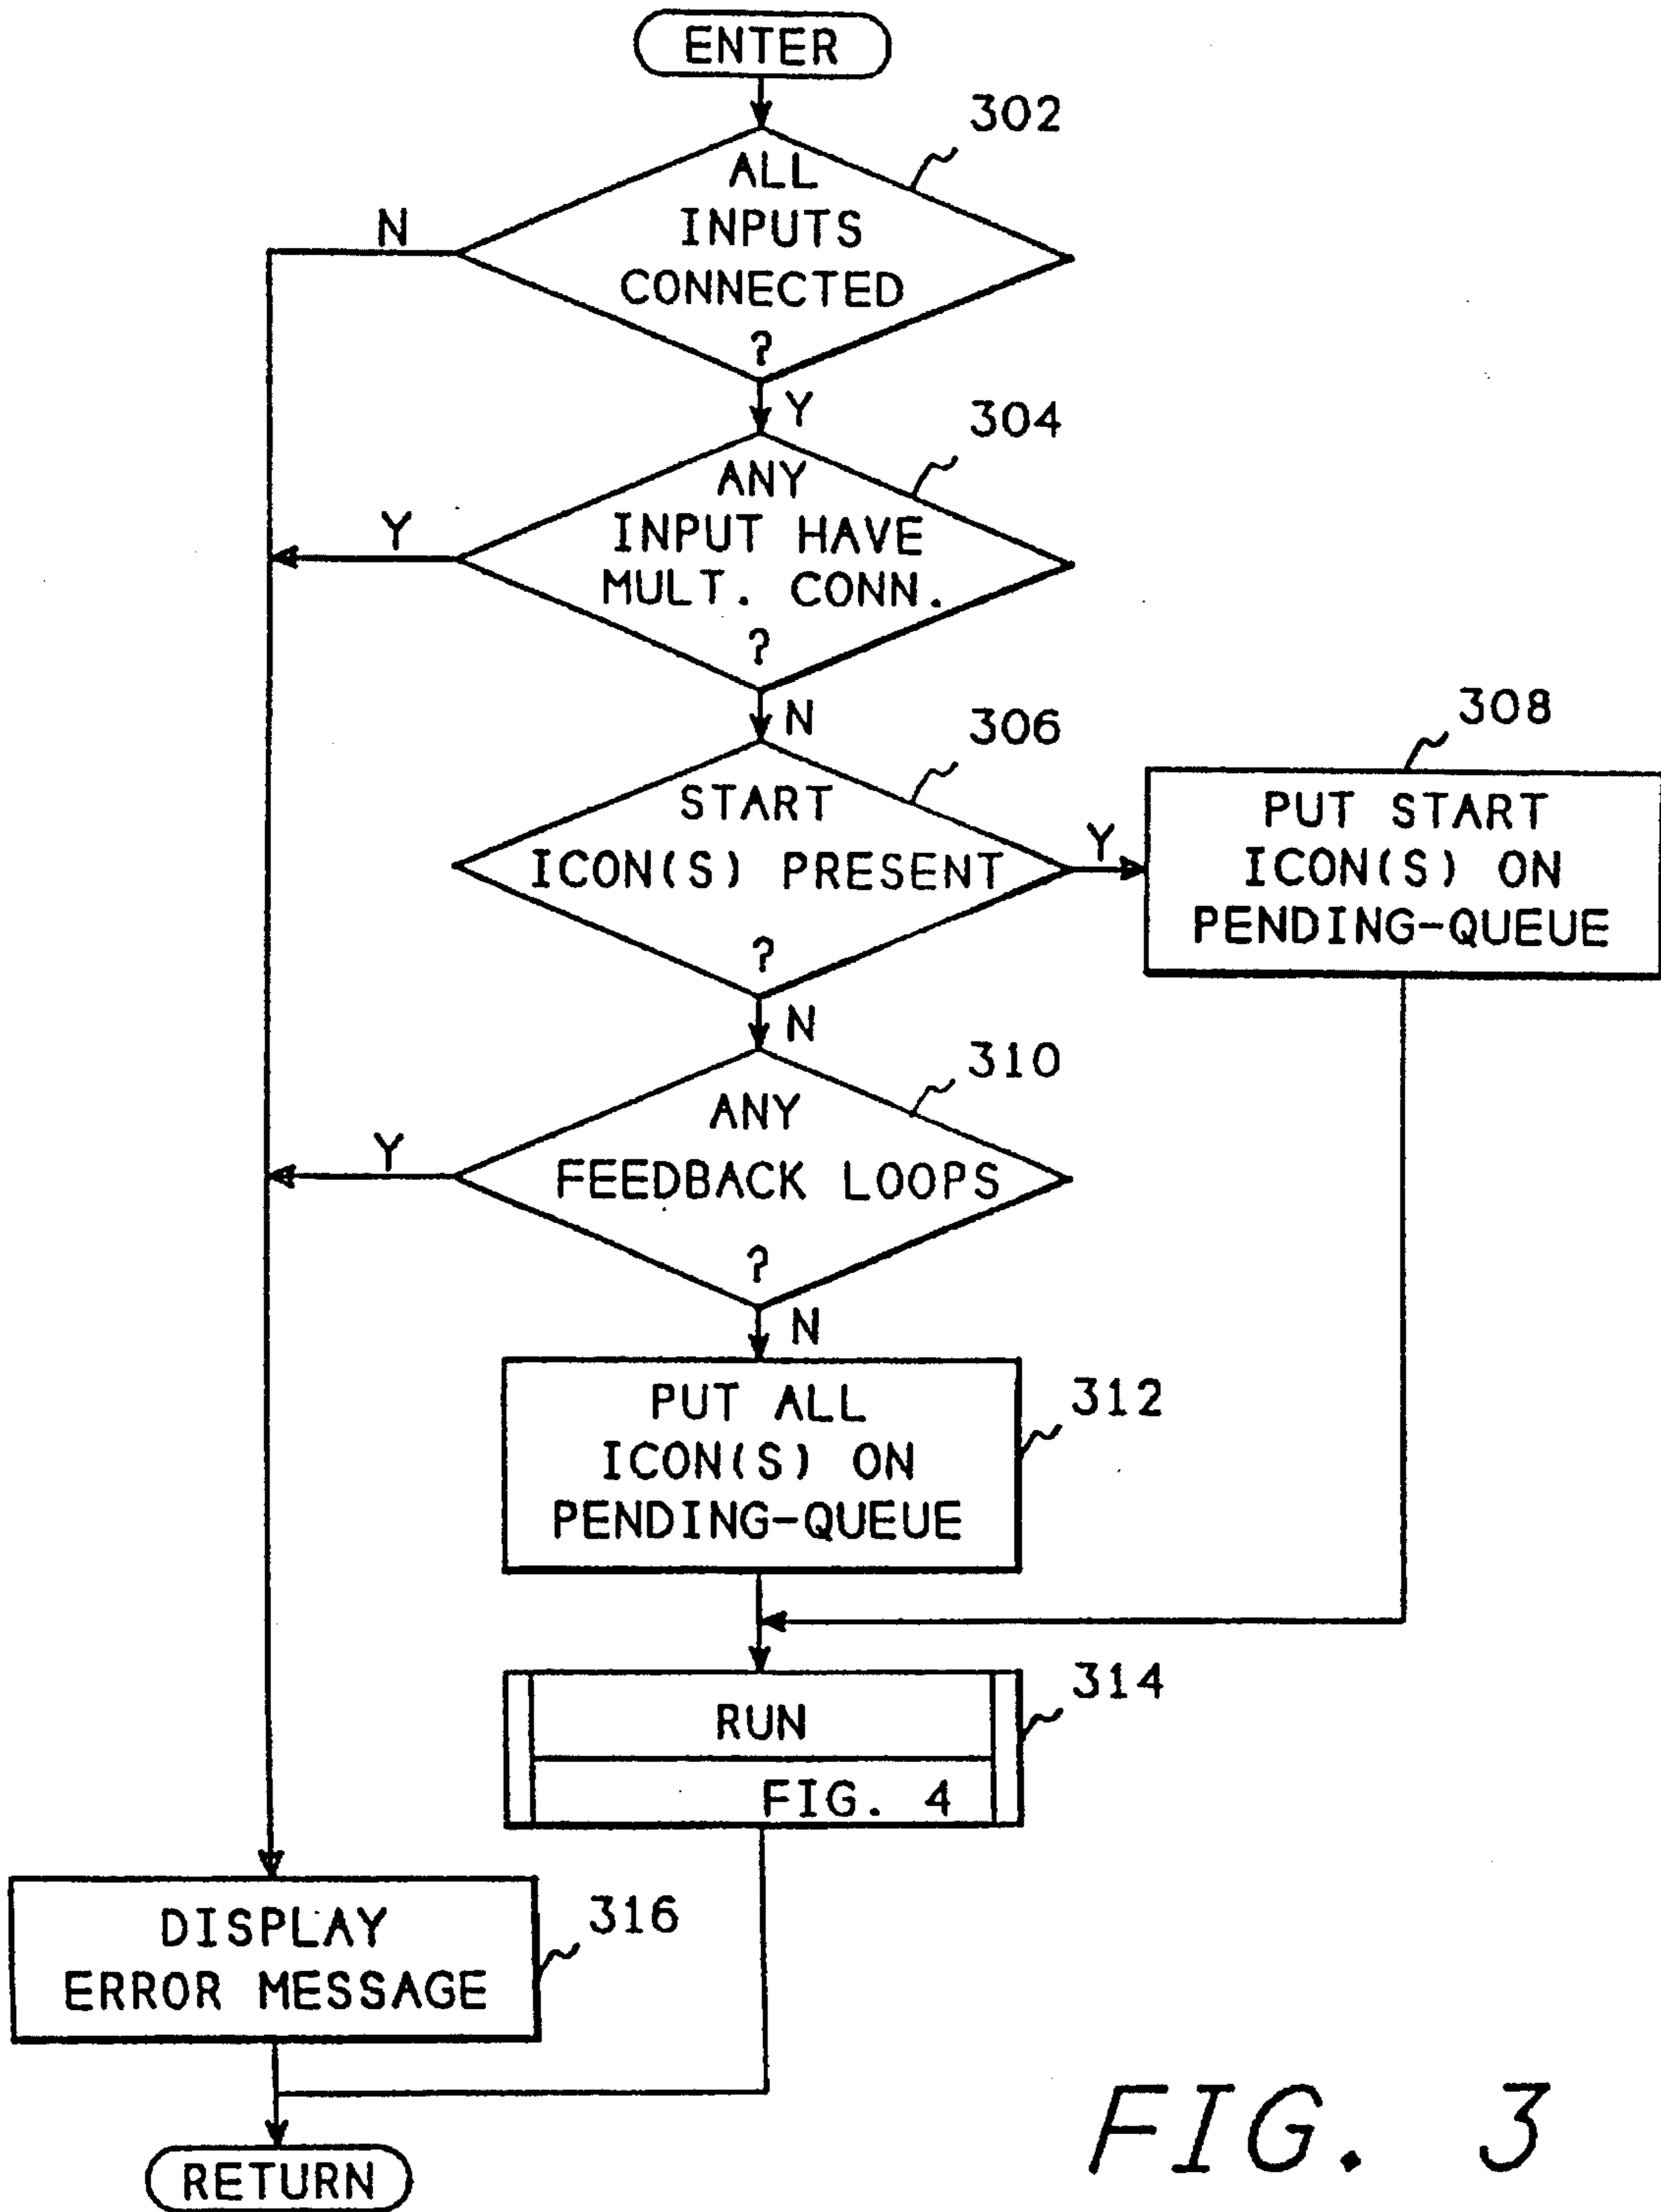 ENTER
302
ALL
INPUTS
CONNECTED
?
N
Y
304
ANY
INPUT HAVE
MULT. CONN.
?
Y
N
306
START
ICON(S) PRESENT
?
Y
308
PUT START
ICON(S) ON
PENDING-QUEUE
N
310
ANY
FEEDBACK LOOPS
?
Y
N
312
PUT ALL
ICON(S) ON
PENDING-QUEUE
314
RUN
FIG. 4
316
DISPLAY
ERROR MESSAGE
RETURN
FIG. 3